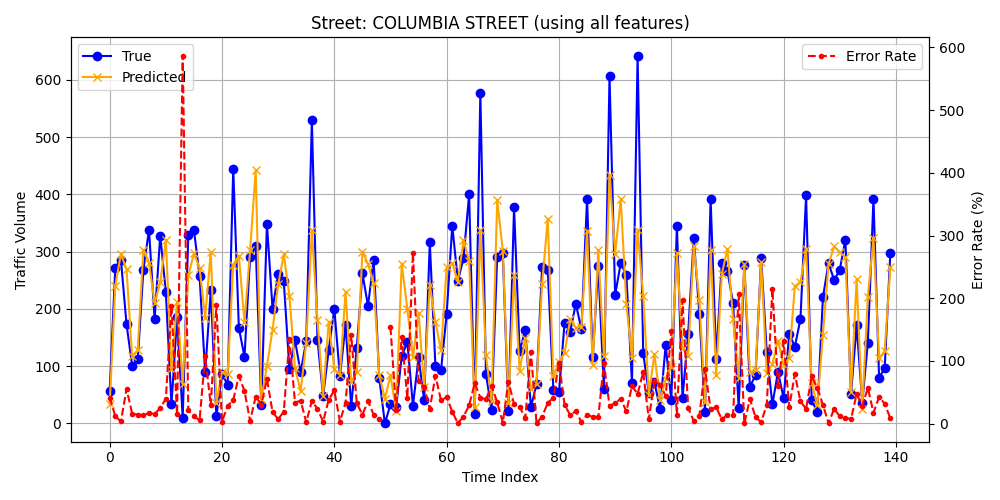 Street: COLUMBIA STREET (using all features)
True
Predicted
Error Rate
Traffic Volume
600
500
400
300
200
100
0
600
500
400
300
200
100
0
Error Rate (%)
0 20 40 60 80 100 120 140
Time Index